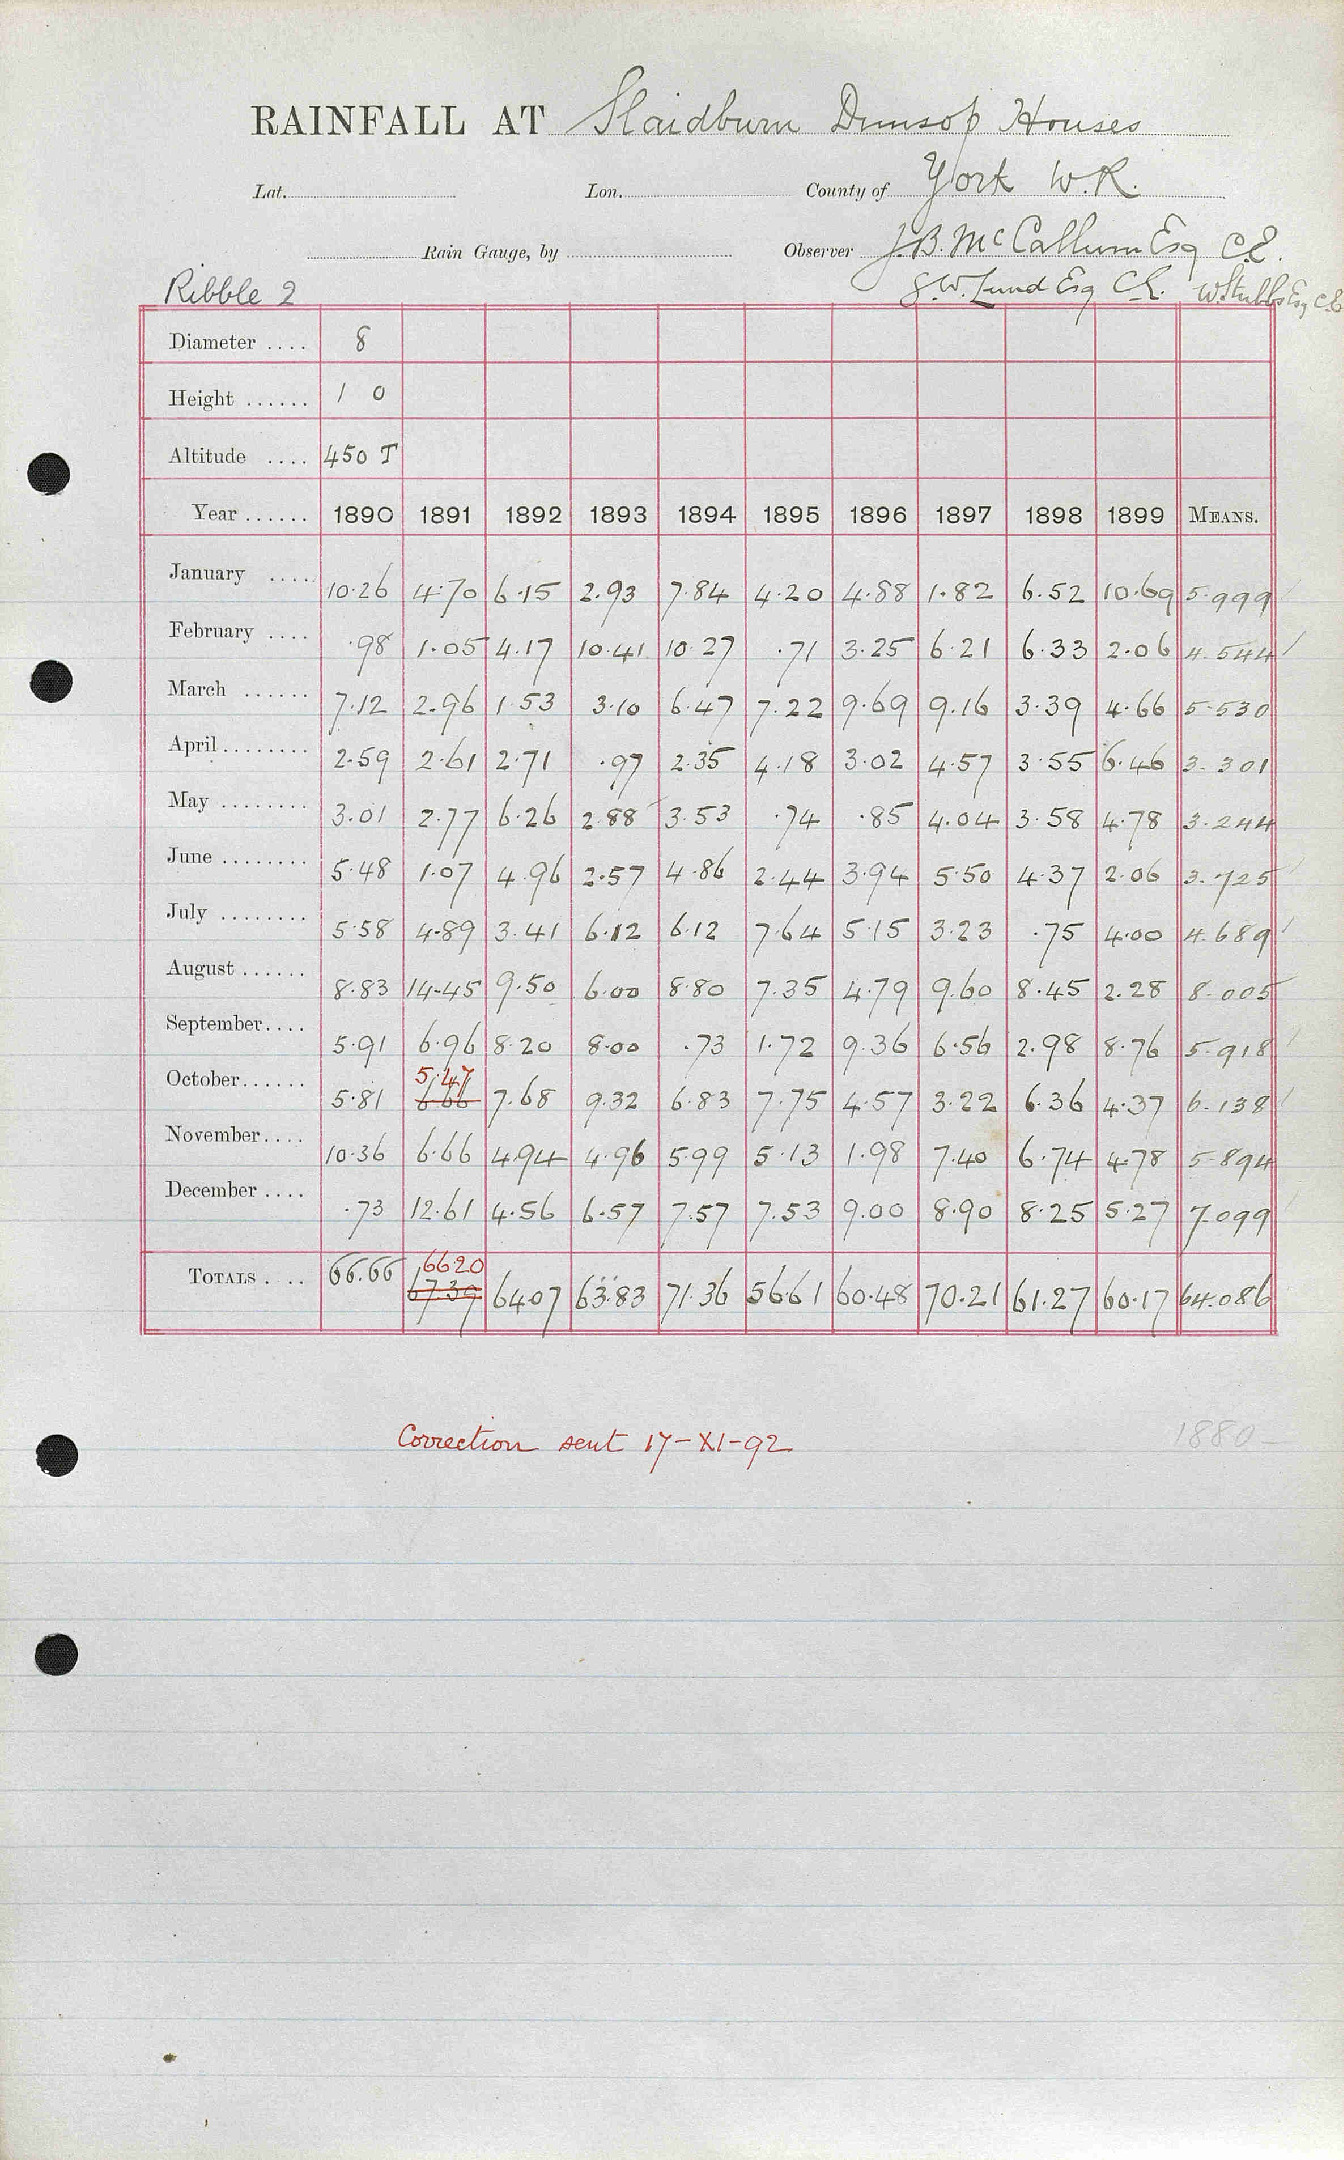 RAINFALL AT Slaidburn Dunsop Houses
Lat. Lon. County of York W.R.
Rain Gauge, by Observer J.B. McCallum Esq C.E.
Ribble 2 S.W. Lund Esq C.E. W. Stubbs Esq C.E
Diameter .... 8
Height ...... 1 0
Altitude .... 450 T
Year ...... 1890 1891 1892 1893 1894 1895 1896 1897 1898 1899 MEANS.
January .... 10.26 4.70 6.15 2.93 7.84 4.20 4.88 1.82 6.52 10.69 5.999
February .... .98 1.05 4.17 10.41 10.27 .71 3.25 6.21 6.33 2.06 4.544
March ...... 7.12 2.96 1.53 3.10 6.47 7.22 9.69 9.16 3.39 4.66 5.530
April ........ 2.59 2.61 2.71 .97 2.35 4.18 3.02 4.57 3.55 6.46 3.301
May ........ 3.01 2.77 6.26 2.88 3.53 .74 .85 4.04 3.58 4.78 3.244
June ........ 5.48 1.07 4.96 2.57 4.86 2.44 3.94 5.50 4.37 2.06 3.725
July ........ 5.58 4.89 3.41 6.12 6.12 7.64 5.15 3.23 .75 4.00 4.689
August ...... 8.83 14.45 9.50 6.00 8.80 7.35 4.79 9.60 8.45 2.28 8.005
September.... 5.91 6.96 8.20 8.00 .73 1.72 9.36 6.56 2.98 8.76 5.918
5.47
October...... 5.81 6.66 7.68 9.32 6.83 7.75 4.57 3.22 6.36 4.37 6.138
November.... 10.36 6.66 4.94 4.96 5.99 5.13 1.98 7.40 6.74 4.78 5.894
December .... .73 12.61 4.56 6.57 7.57 7.53 9.00 8.90 8.25 5.27 7.099
66.20
TOTALS . ... 66.66 67.39 64.07 63.83 71.36 56.61 60.48 70.21 61.27 60.17 64.086
Correction sent 17-XI-92
1880